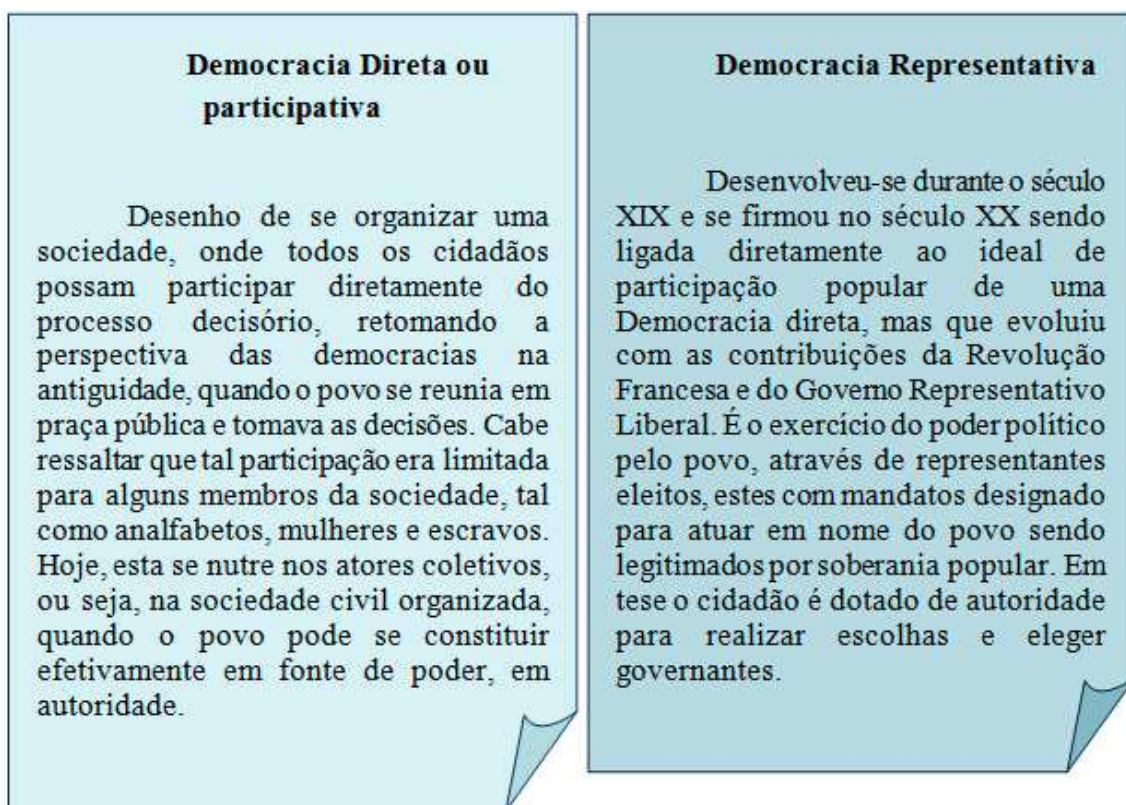 Democracia Direta ou
participativa
Desenho de se organizar uma
sociedade, onde todos os cidadãos
possam participar diretamente do
processo decisório, retomando a
perspectiva das democracias na
antiguidade, quando o povo se reunia em
praça pública e tomava as decisões. Cabe
ressaltar que tal participação era limitada
para alguns membros da sociedade, tal
como analfabetos, mulheres e escravos.
Hoje, esta se nutre nos atores coletivos,
ou seja, na sociedade civil organizada,
quando o povo pode se constituir
efetivamente em fonte de poder, em
autoridade.
Democracia Representativa
Desenvolveu-se durante o século
XIX e se firmou no século XX sendo
ligada diretamente ao ideal de
participação popular de uma
Democracia direta, mas que evoluiu
com as contribuições da Revolução
Francesa e do Governo Representativo
Liberal. É o exercício do poder político
pelo povo, através de representantes
eleitos, estes com mandatos designado
para atuar em nome do povo sendo
legitimados por soberania popular. Em
tese o cidadão é dotado de autoridade
para realizar escolhas e eleger
governantes.